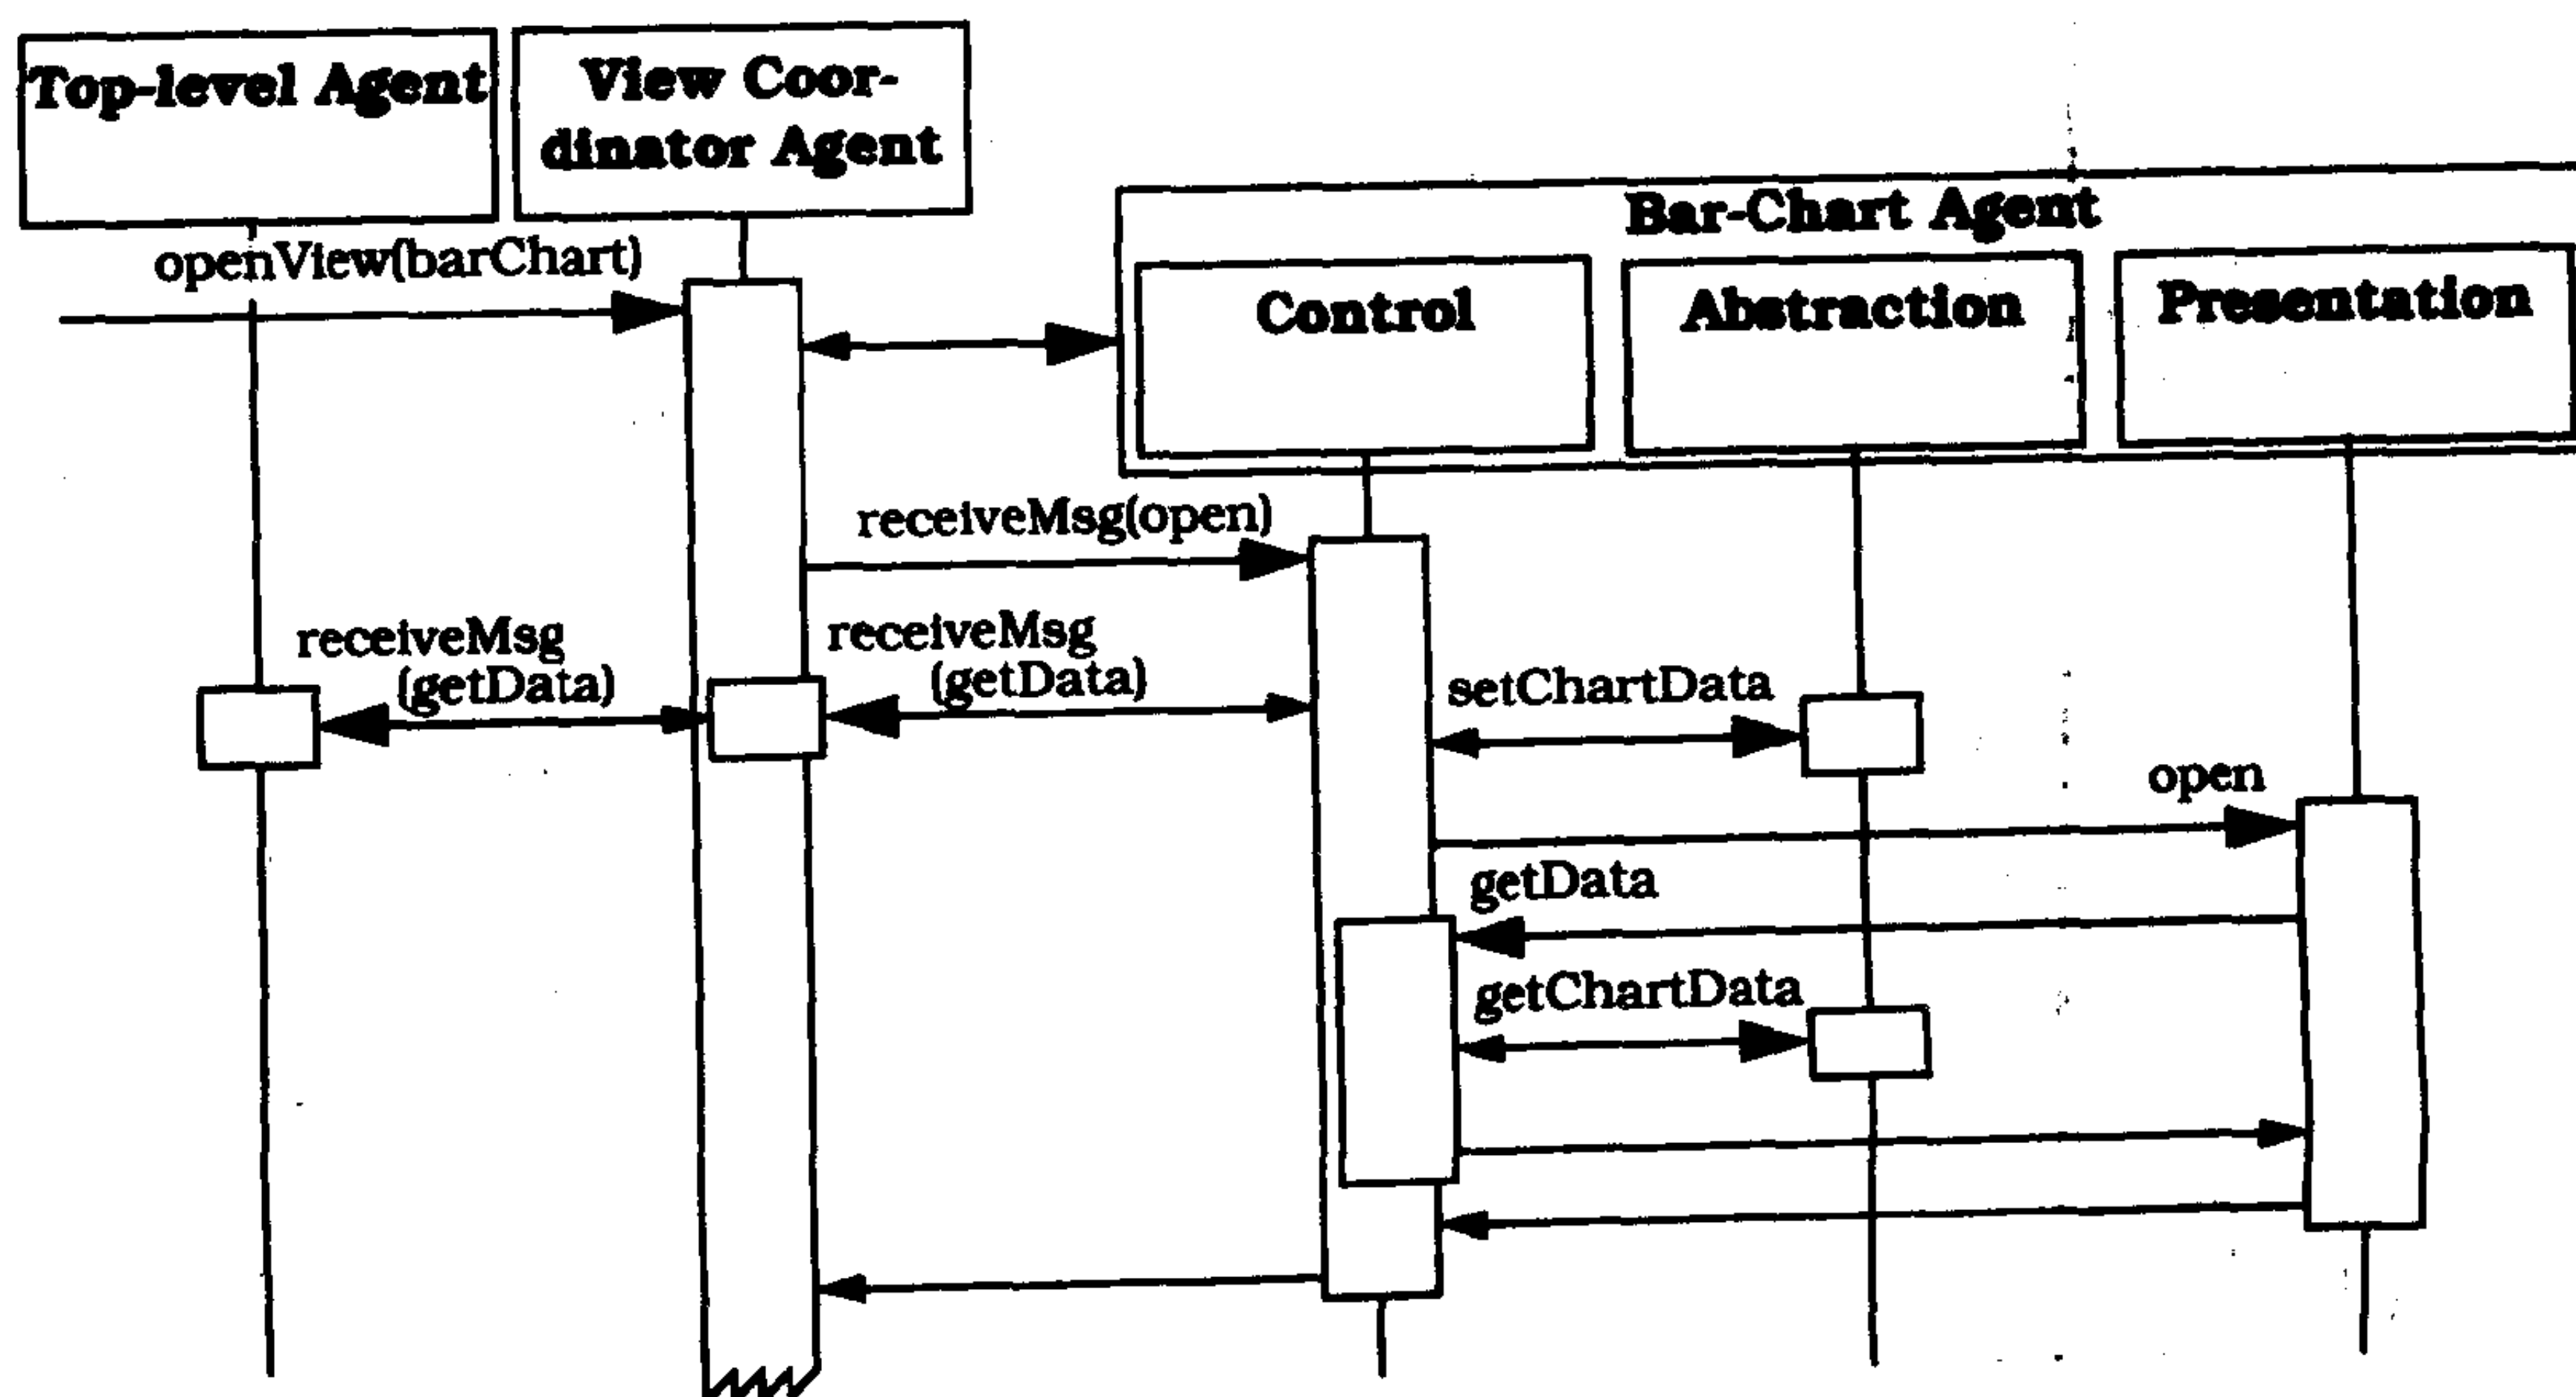 Top-level Agent
View Coor-
dinator Agent
Bar-Chart Agent
openView(barChart)
Control
Abstraction
Presentation
receiveMsg(open)
receiveMsg
(getData)
receiveMsg
(getData)
setChartData
open
getData
getChartData